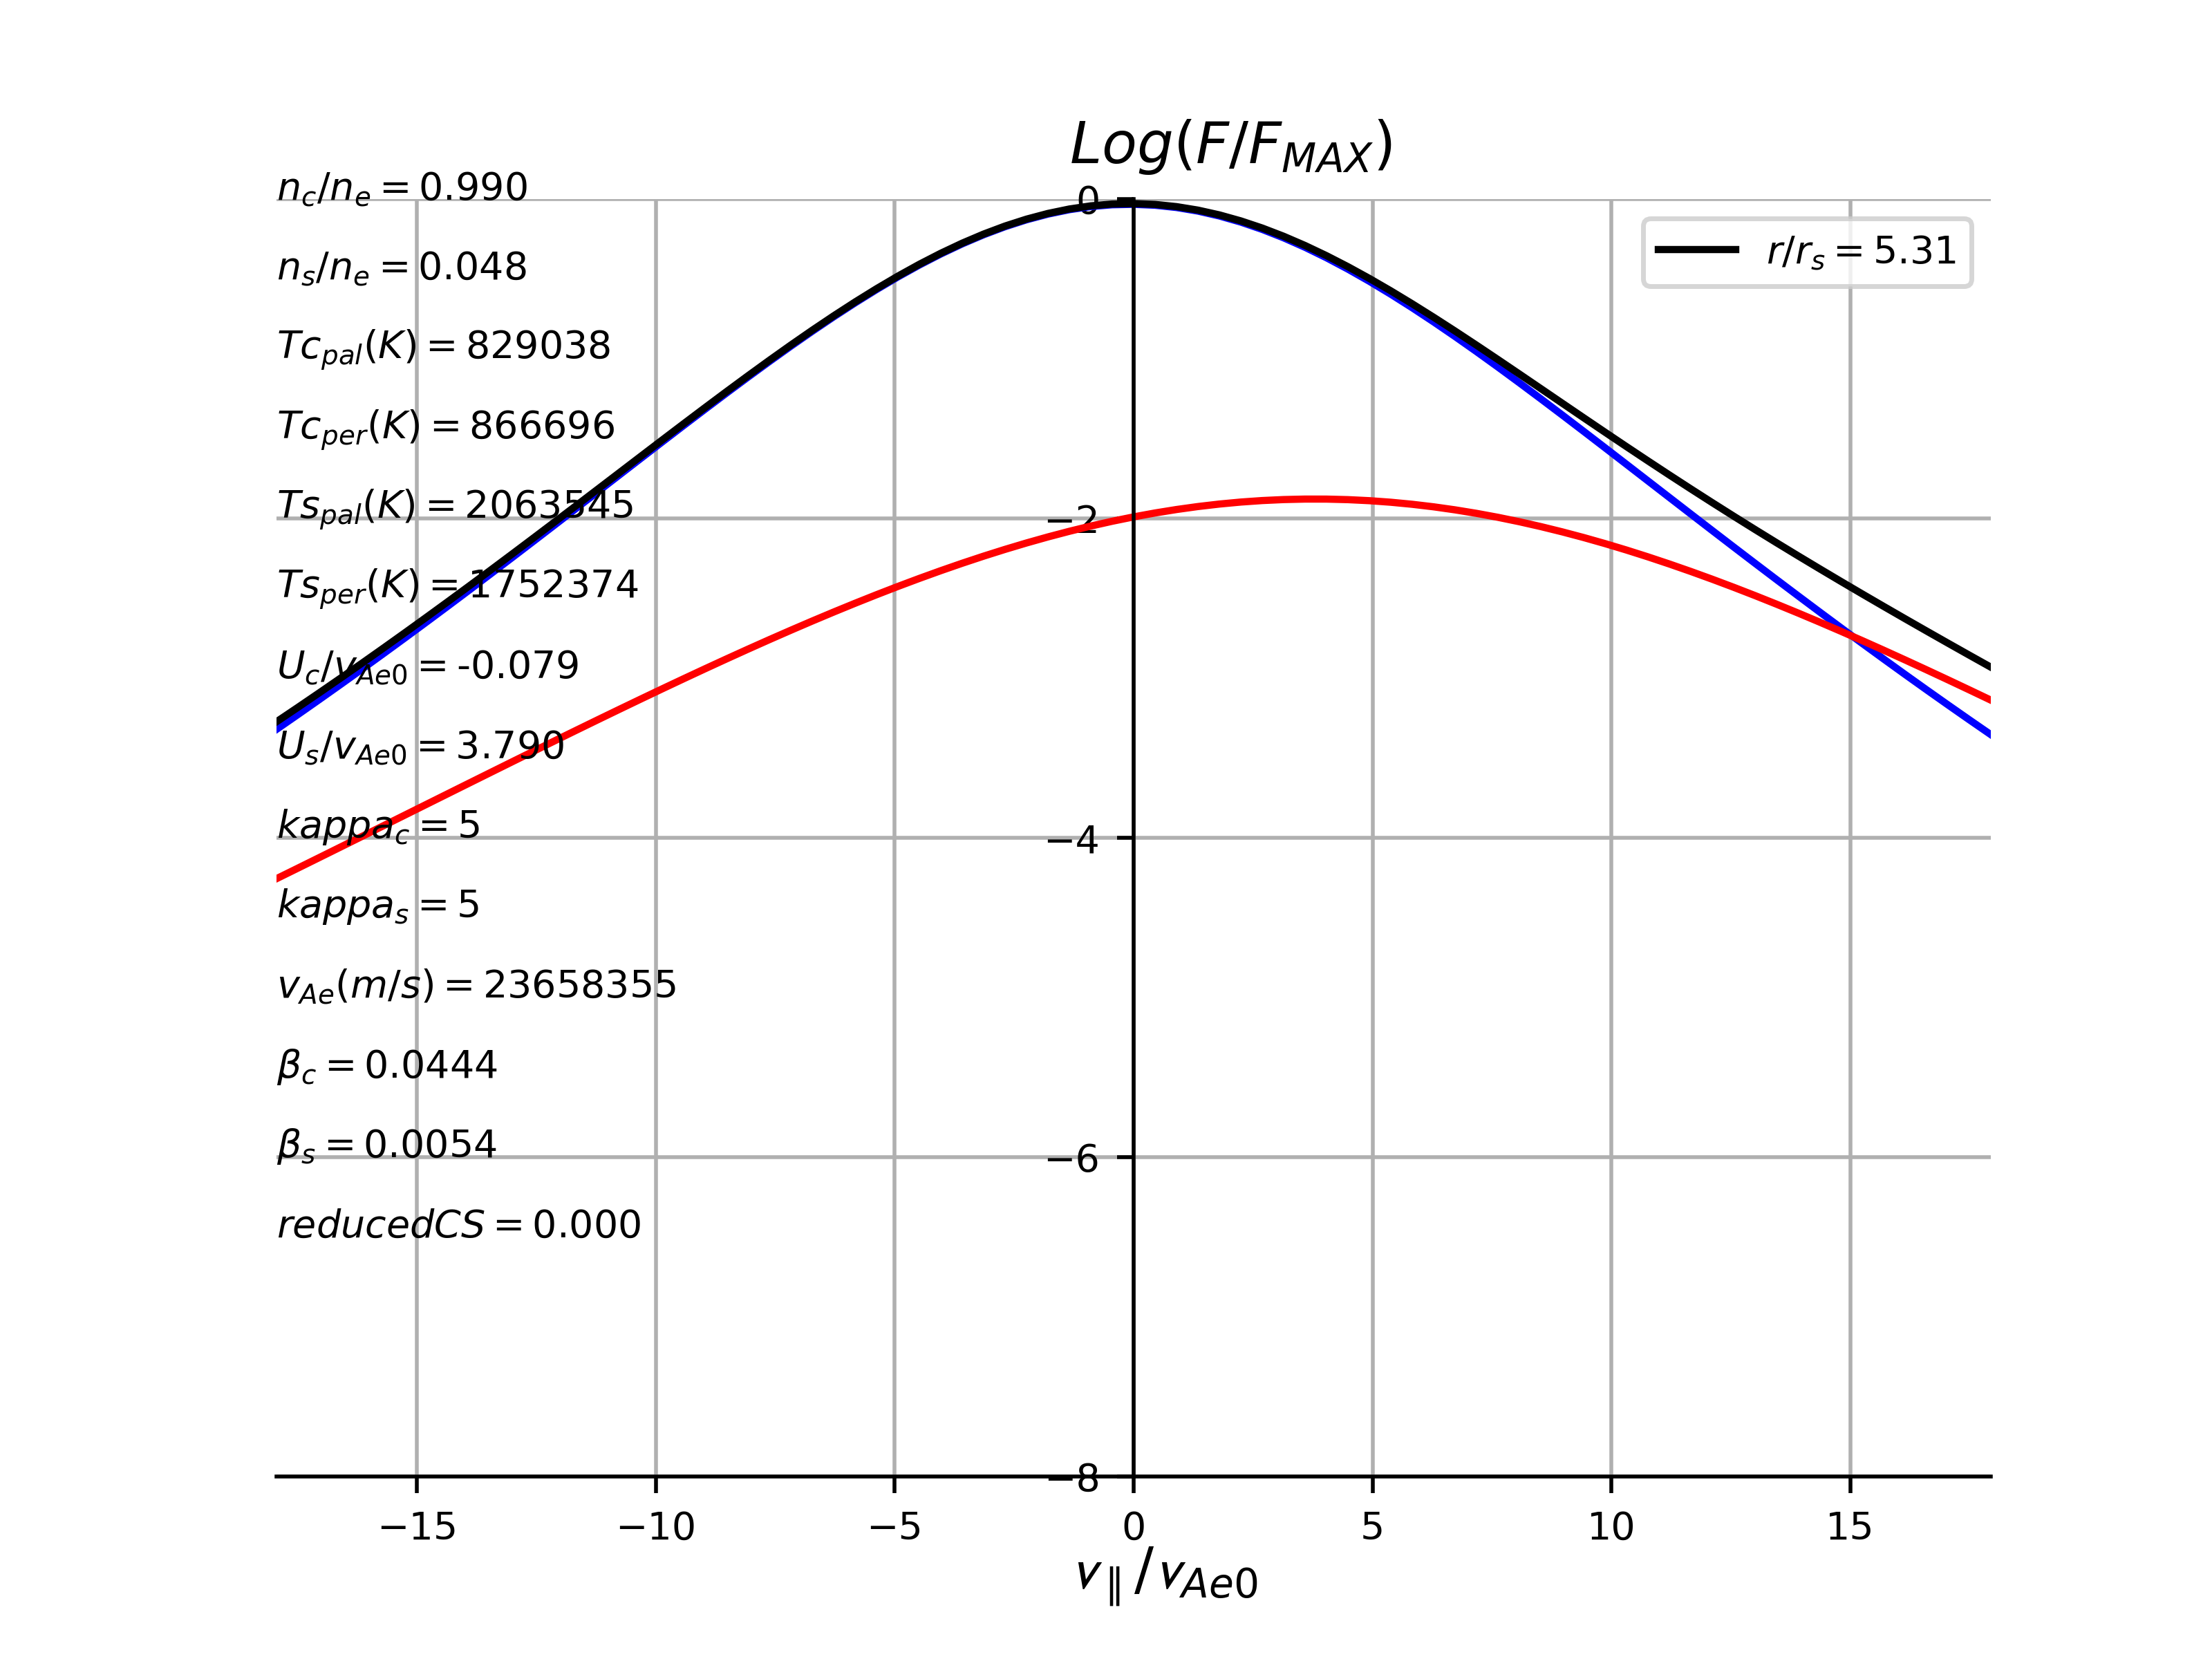 Log(F/F_MAX)
n_c/n_e = 0.990
n_s/n_e = 0.048
Tc_pal(K) = 829038
Tc_per(K) = 866696
Ts_pal(K) = 2063545
Ts_per(K) = 1752374
U_c/v_Ae0 = -0.079
U_s/v_Ae0 = 3.790
kappa_c = 5
kappa_s = 5
v_Ae(m/s) = 23658355
β_c = 0.0444
β_s = 0.0054
reducedCS = 0.000
r/r_s = 5.31
0
−2
−4
−6
−8
−15 −10 −5 0 5 10 15
v_∥/v_Ae0